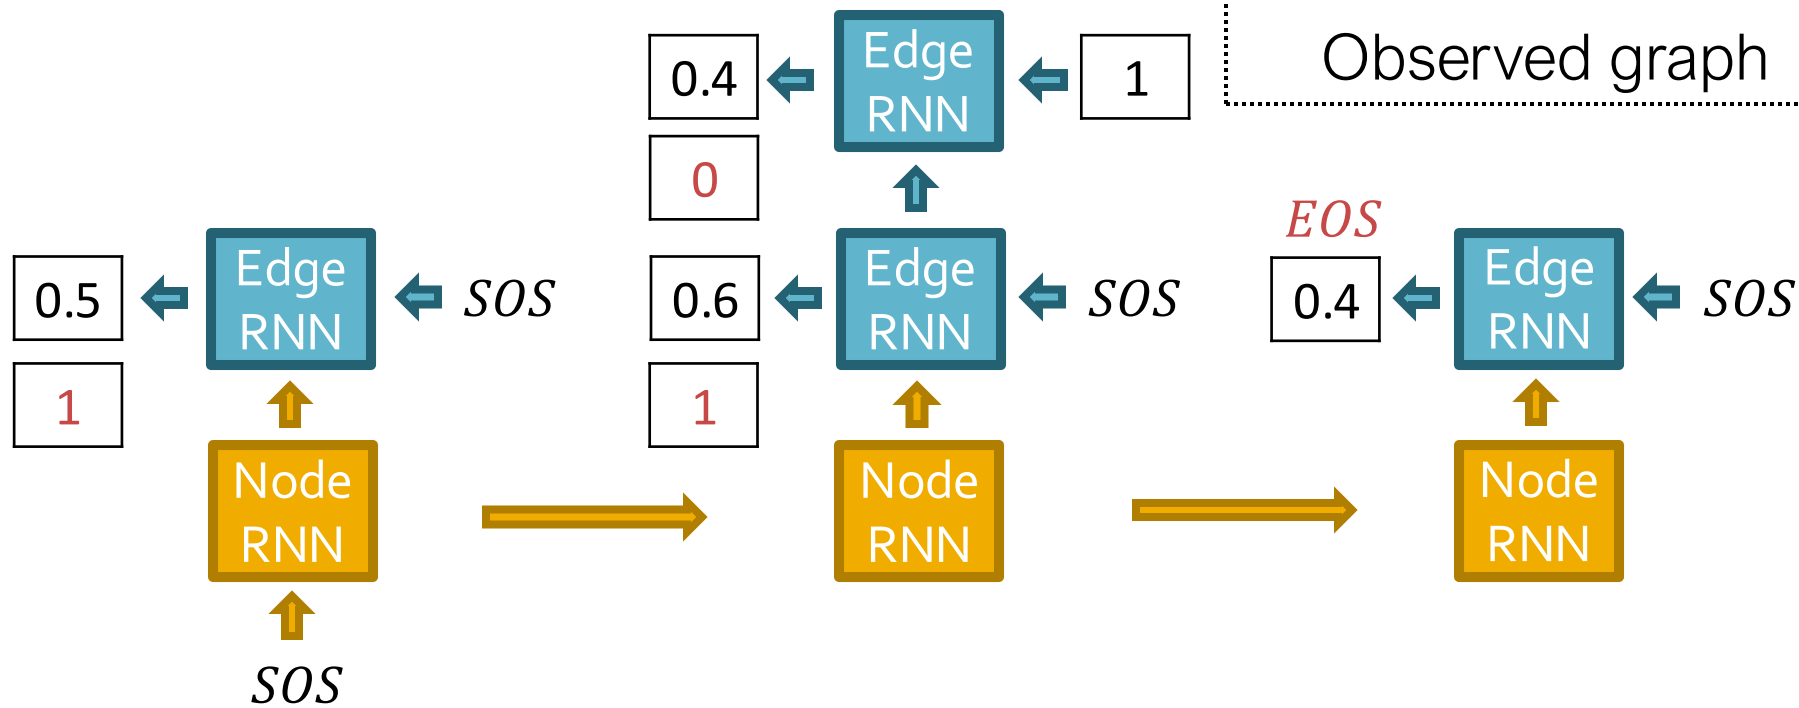 Observed graph
0.4
Edge
RNN
1
0
0.5
Edge
RNN
SOS
1
0.6
Edge
RNN
SOS
1
EOS
0.4
Edge
RNN
SOS
Node
RNN
Node
RNN
Node
RNN
SOS